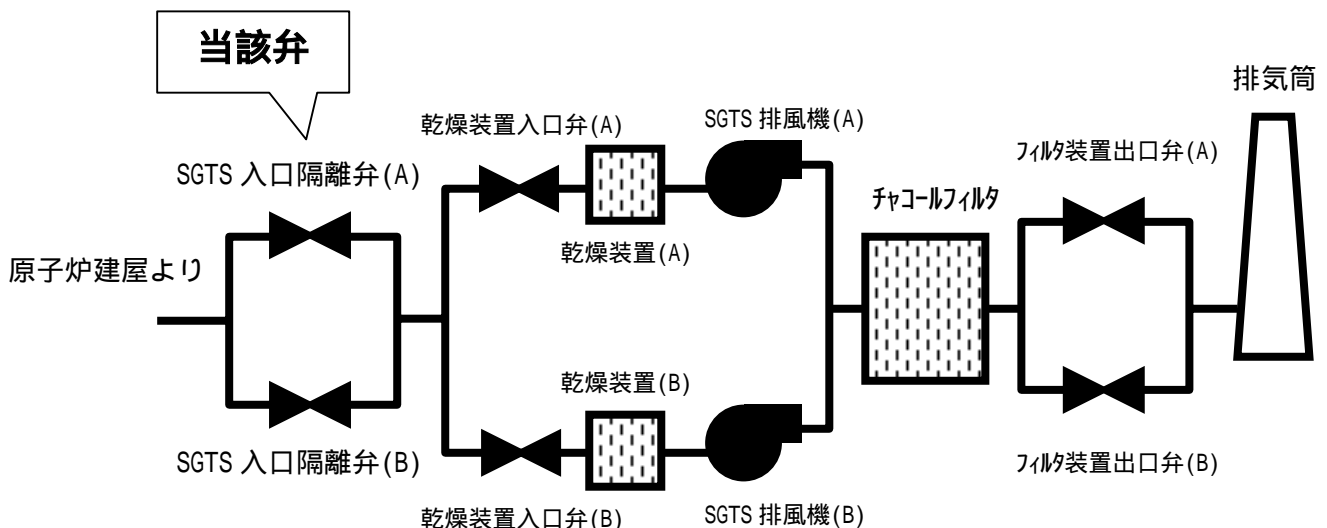 当該弁
排気筒
乾燥装置入口弁(A)
SGTS 排風機(A)
フィルタ装置出口弁(A)
SGTS 入口隔離弁(A)
チャコールフィルタ
乾燥装置(A)
原子炉建屋より
乾燥装置(B)
SGTS 入口隔離弁(B)
フィルタ装置出口弁(B)
乾燥装置入口弁(B)
SGTS 排風機(B)